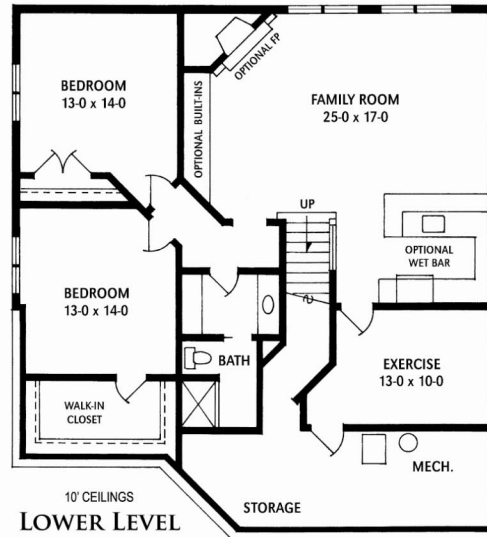 BEDROOM
13-0 x 14-0
OPTIONAL FP
OPTIONAL BUILT-INS
FAMILY ROOM
25-0 x 17-0
UP
OPTIONAL
WET BAR
BEDROOM
13-0 x 14-0
BATH
EXERCISE
13-0 x 10-0
WALK-IN
CLOSET
MECH.
STORAGE
10' CEILINGS
LOWER LEVEL